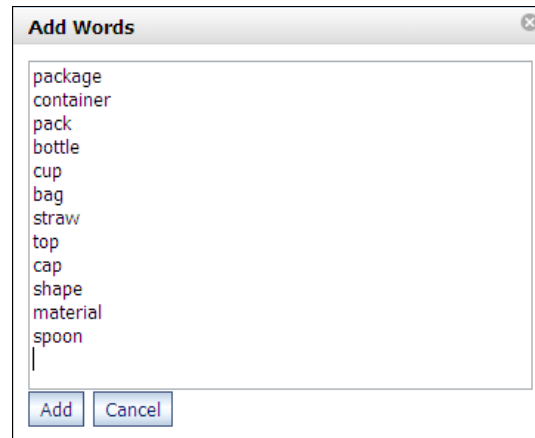 Add Words
package
container
pack
bottle
cup
bag
straw
top
cap
shape
material
spoon
Add Cancel